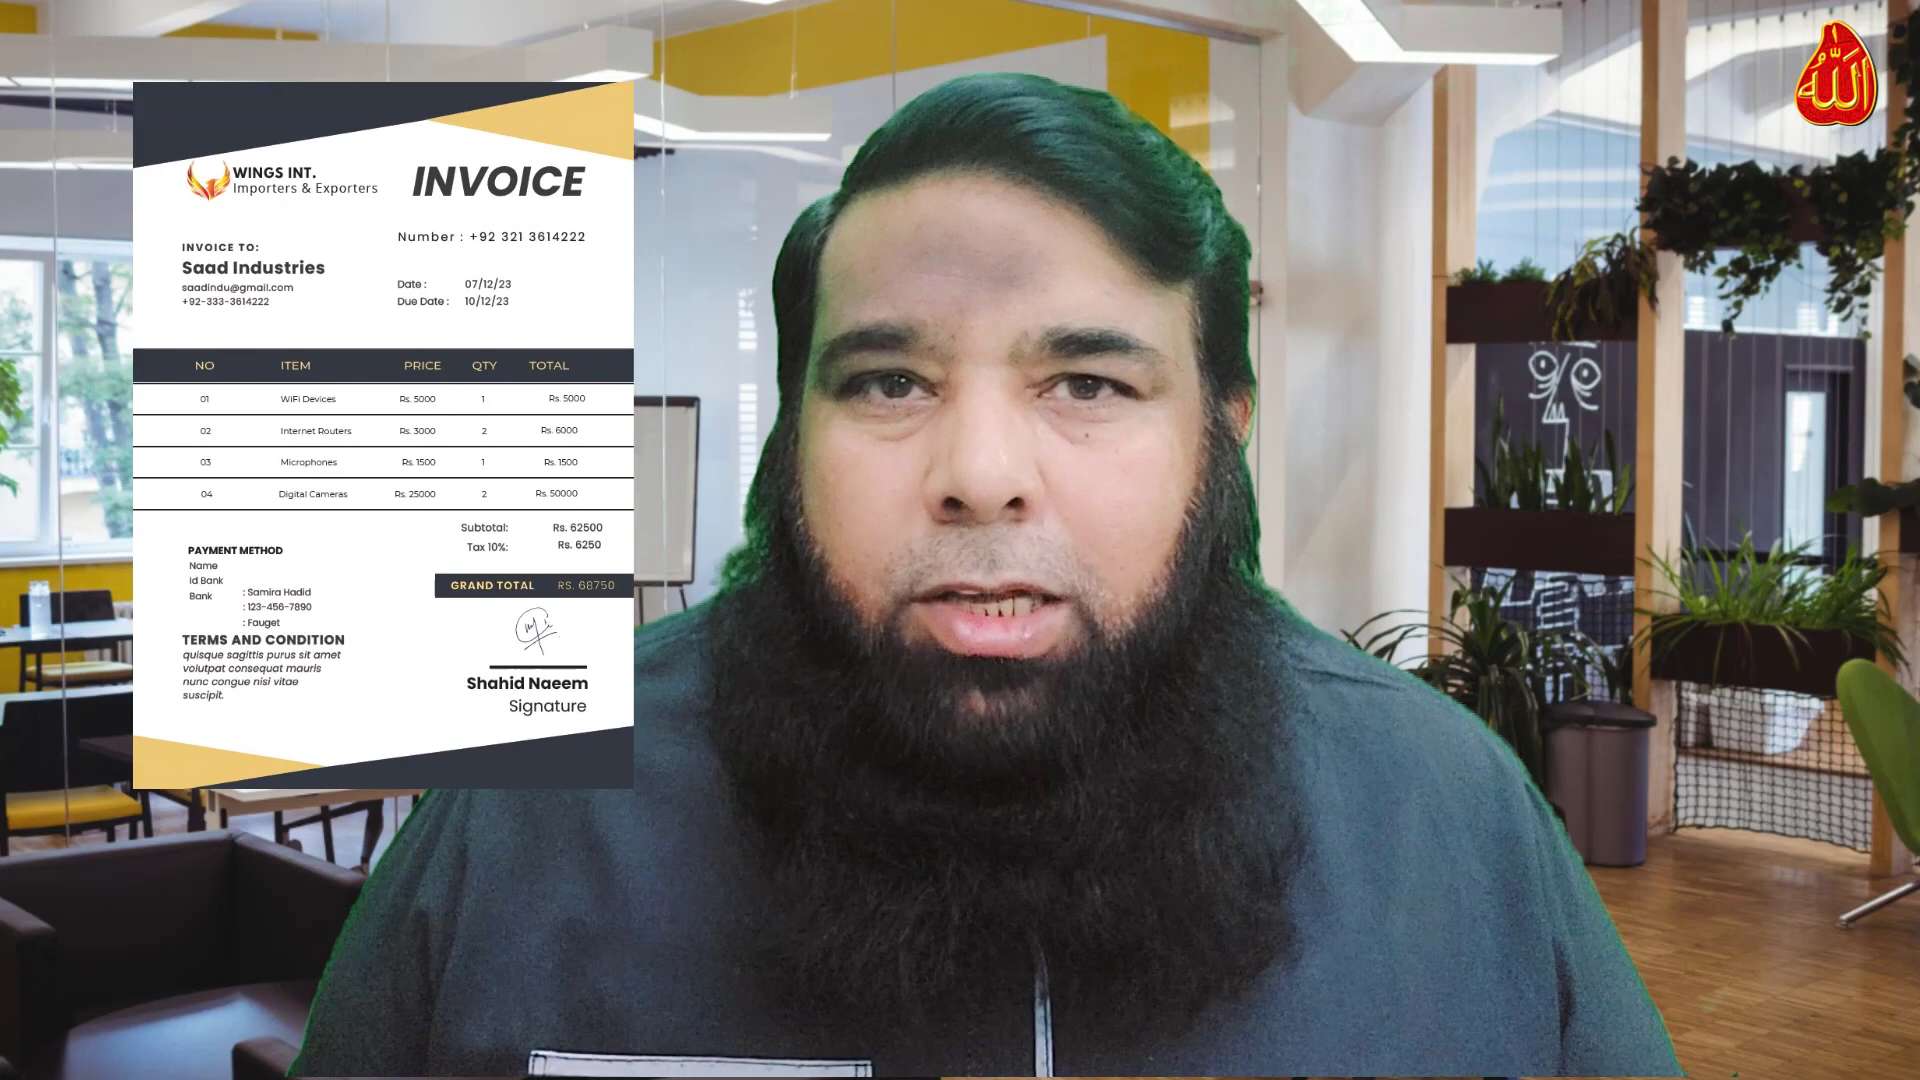 الله
WINGS INT.
Importers & Exporters
INVOICE
Number : +92 321 3614222
INVOICE TO:
Saad Industries
saadindu@gmail.com
+92-333-3614222
Date : 07/12/23
Due Date : 10/12/23
NO ITEM PRICE QTY TOTAL
01 WiFi Devices Rs. 5000 1 Rs. 5000
02 Internet Routers Rs. 3000 2 Rs. 6000
03 Microphones Rs. 1500 1 Rs. 1500
04 Digital Cameras Rs. 25000 2 Rs. 50000
Subtotal: Rs. 62500
Tax 10%: Rs. 6250
GRAND TOTAL RS. 68750
PAYMENT METHOD
Name
Id Bank
Bank
: Samira Hadid
: 123-456-7890
: Fauget
TERMS AND CONDITION
quisque sagittis purus sit amet
volutpat consequat mauris
nunc congue nisi vitae
suscipit.
Shahid Naeem
Signature